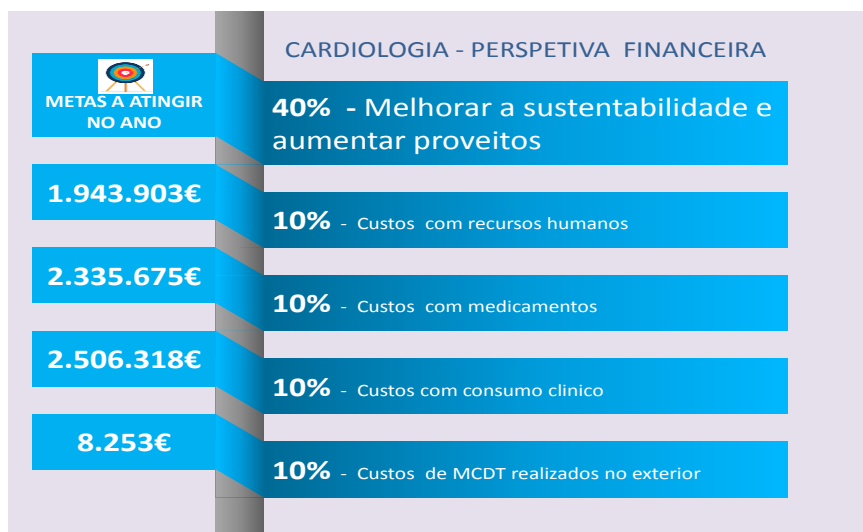 CARDIOLOGIA - PERSPETIVA FINANCEIRA
METAS A ATINGIR
NO ANO
40% - Melhorar a sustentabilidade e
aumentar proveitos
1.943.903€
10% - Custos com recursos humanos
2.335.675€
10% - Custos com medicamentos
2.506.318€
10% - Custos com consumo clinico
8.253€
10% - Custos de MCDT realizados no exterior